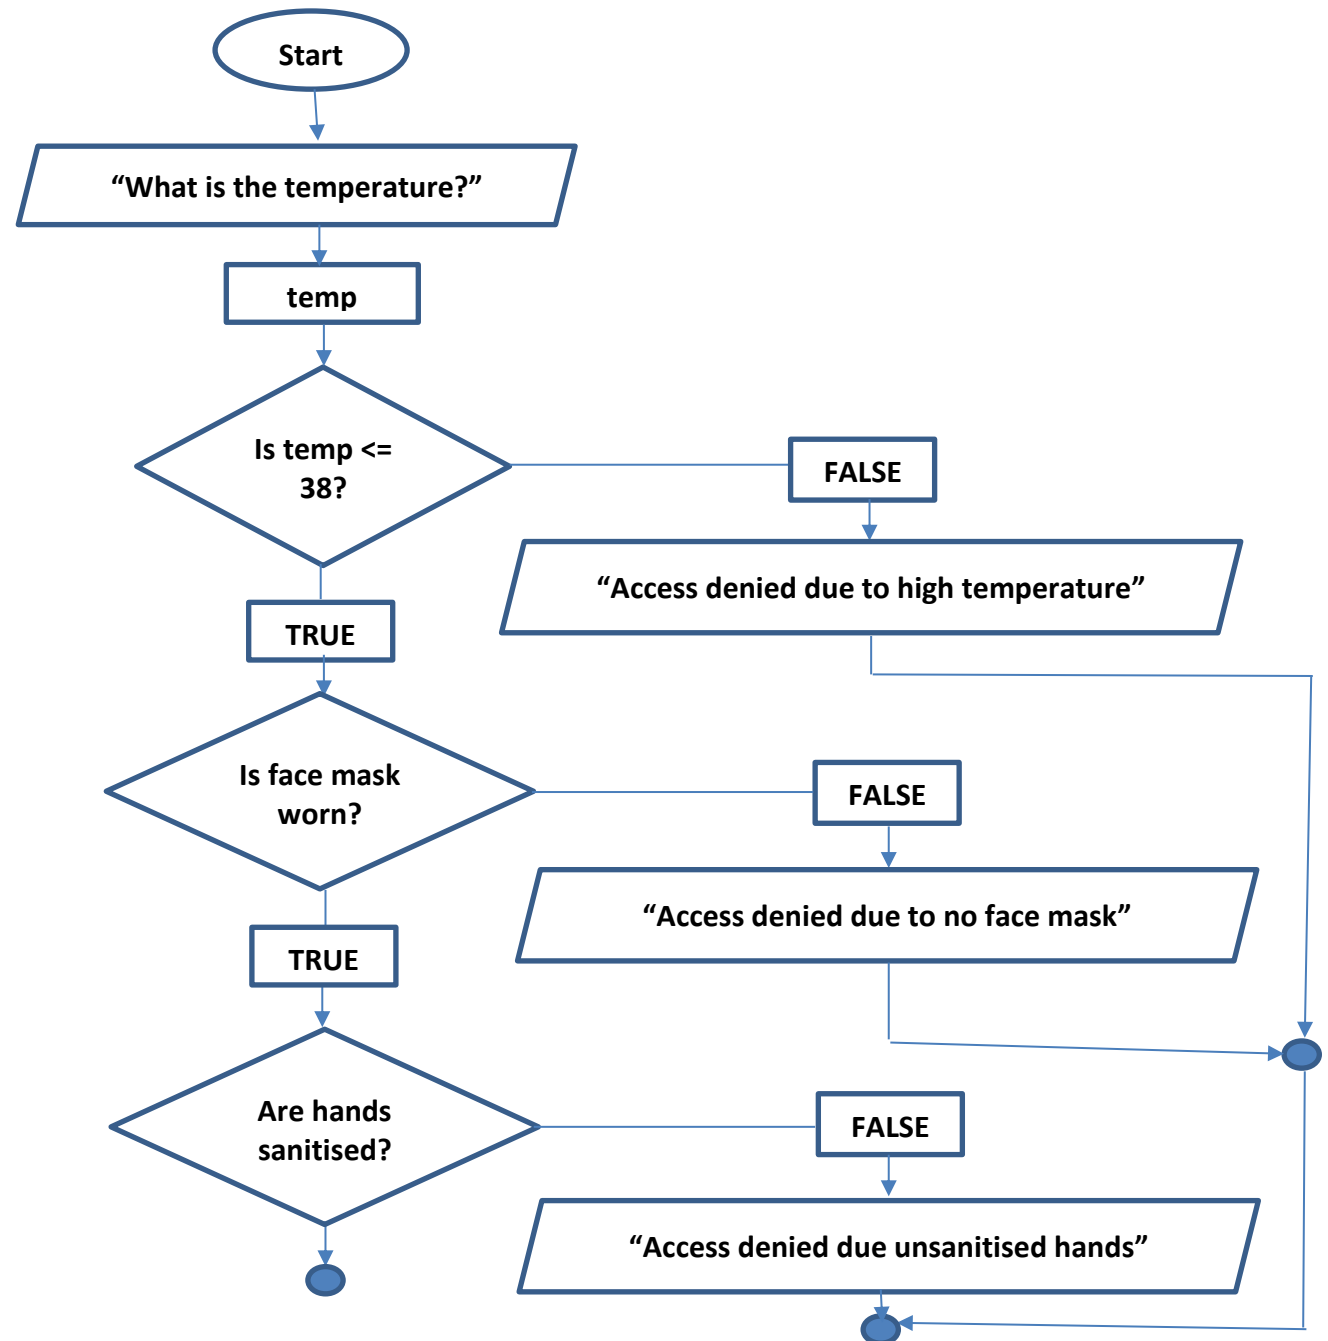 Start
“What is the temperature?”
temp
Is temp <=
38?
FALSE
“Access denied due to high temperature”
TRUE
Is face mask
worn?
FALSE
“Access denied due to no face mask”
TRUE
Are hands
sanitised?
FALSE
“Access denied due unsanitised hands”